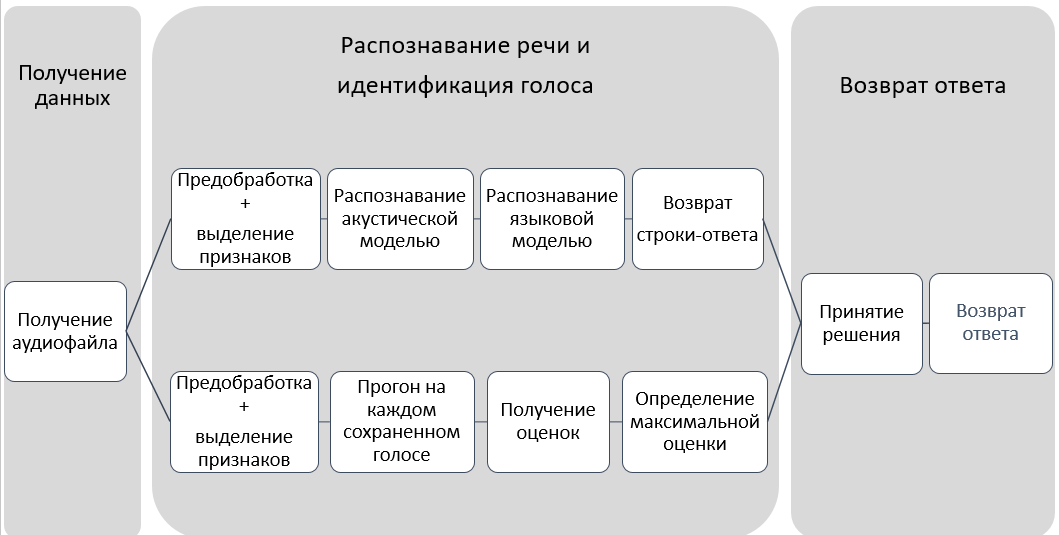 Получение
данных
Распознавание речи и
идентификация голоса
Возврат ответа
Предобработка
+
выделение
признаков
Распознавание
акустической
моделью
Распознавание
языковой
моделью
Возврат
строки-ответа
Получение
аудиофайла
Принятие
решения
Возврат
ответа
Предобработка
+
выделение
признаков
Прогон на
каждом
сохраненном
голосе
Получение
оценок
Определение
максимальной
оценки